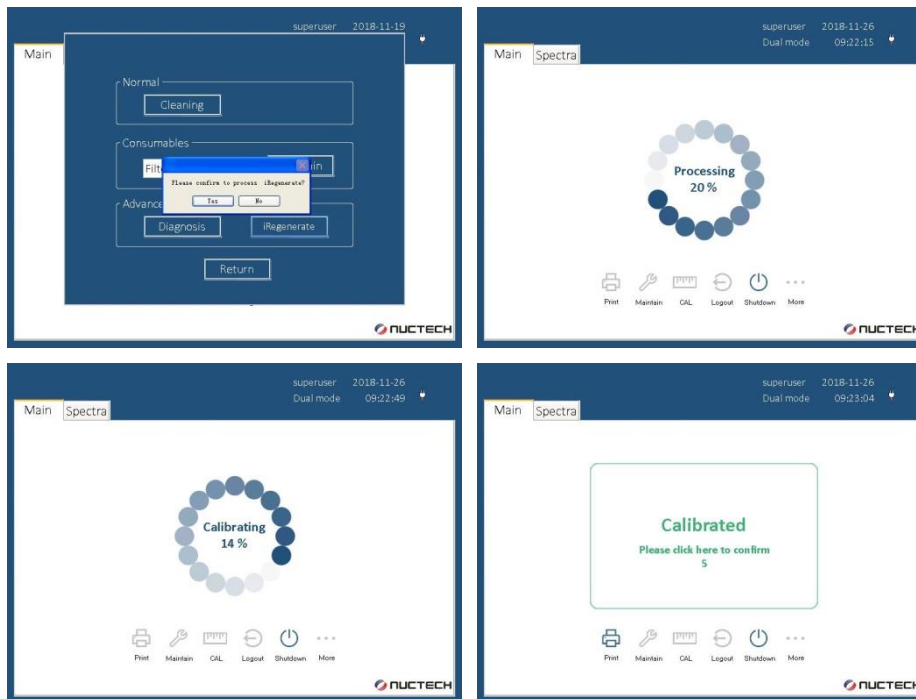 superuser 2018-11-19
Main
Normal
Cleaning
Consumables
Please confirm to process iRegenerate?
Yes No
Diagnosis iRegenerate
Return
NUCTECH
superuser 2018-11-26
Dual mode 09:22:15
Main Spectra
Processing
20 %
Print Maintain CAL Logout Shutdown More
NUCTECH
superuser 2018-11-26
Dual mode 09:22:49
Main Spectra
Calibrating
14 %
Print Maintain CAL Logout Shutdown More
NUCTECH
superuser 2018-11-26
Dual mode 09:23:04
Main Spectra
Calibrated
Please click here to confirm
5
Print Maintain CAL Logout Shutdown More
NUCTECH